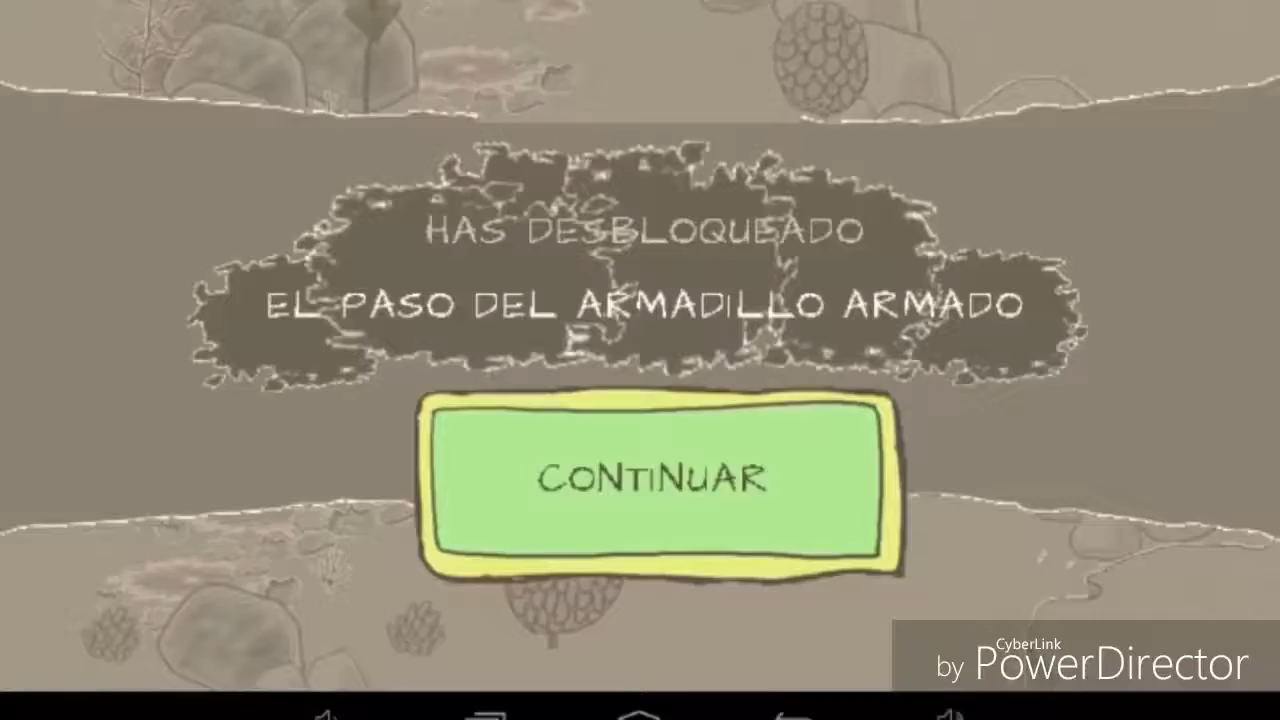 HAS DESBLOQUEADO
EL PASO DEL ARMADILLO ARMADO
CONTINUAR
CyberLink
by PowerDirector